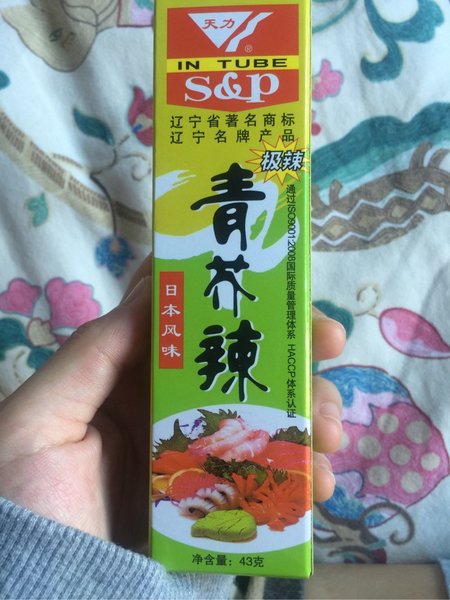 天力
®
IN TUBE
S&P
辽宁省著名商标
辽宁名牌产品
极辣
青芥辣
通过ISO9001:2008国际质量管理体系 HACCP体系认证
日本风味
净含量：43克